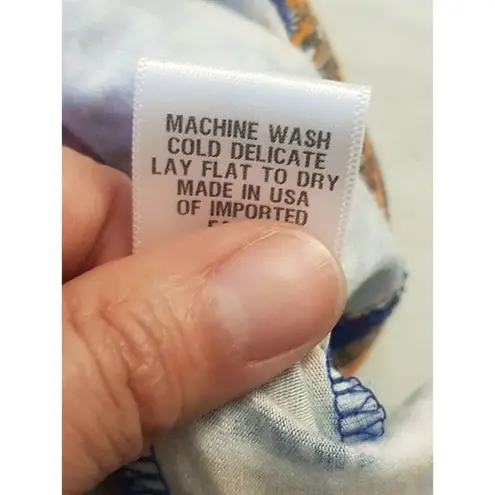 MACHINE WASH
COLD DELICATE
LAY FLAT TO DRY
MADE IN USA
OF IMPORTED